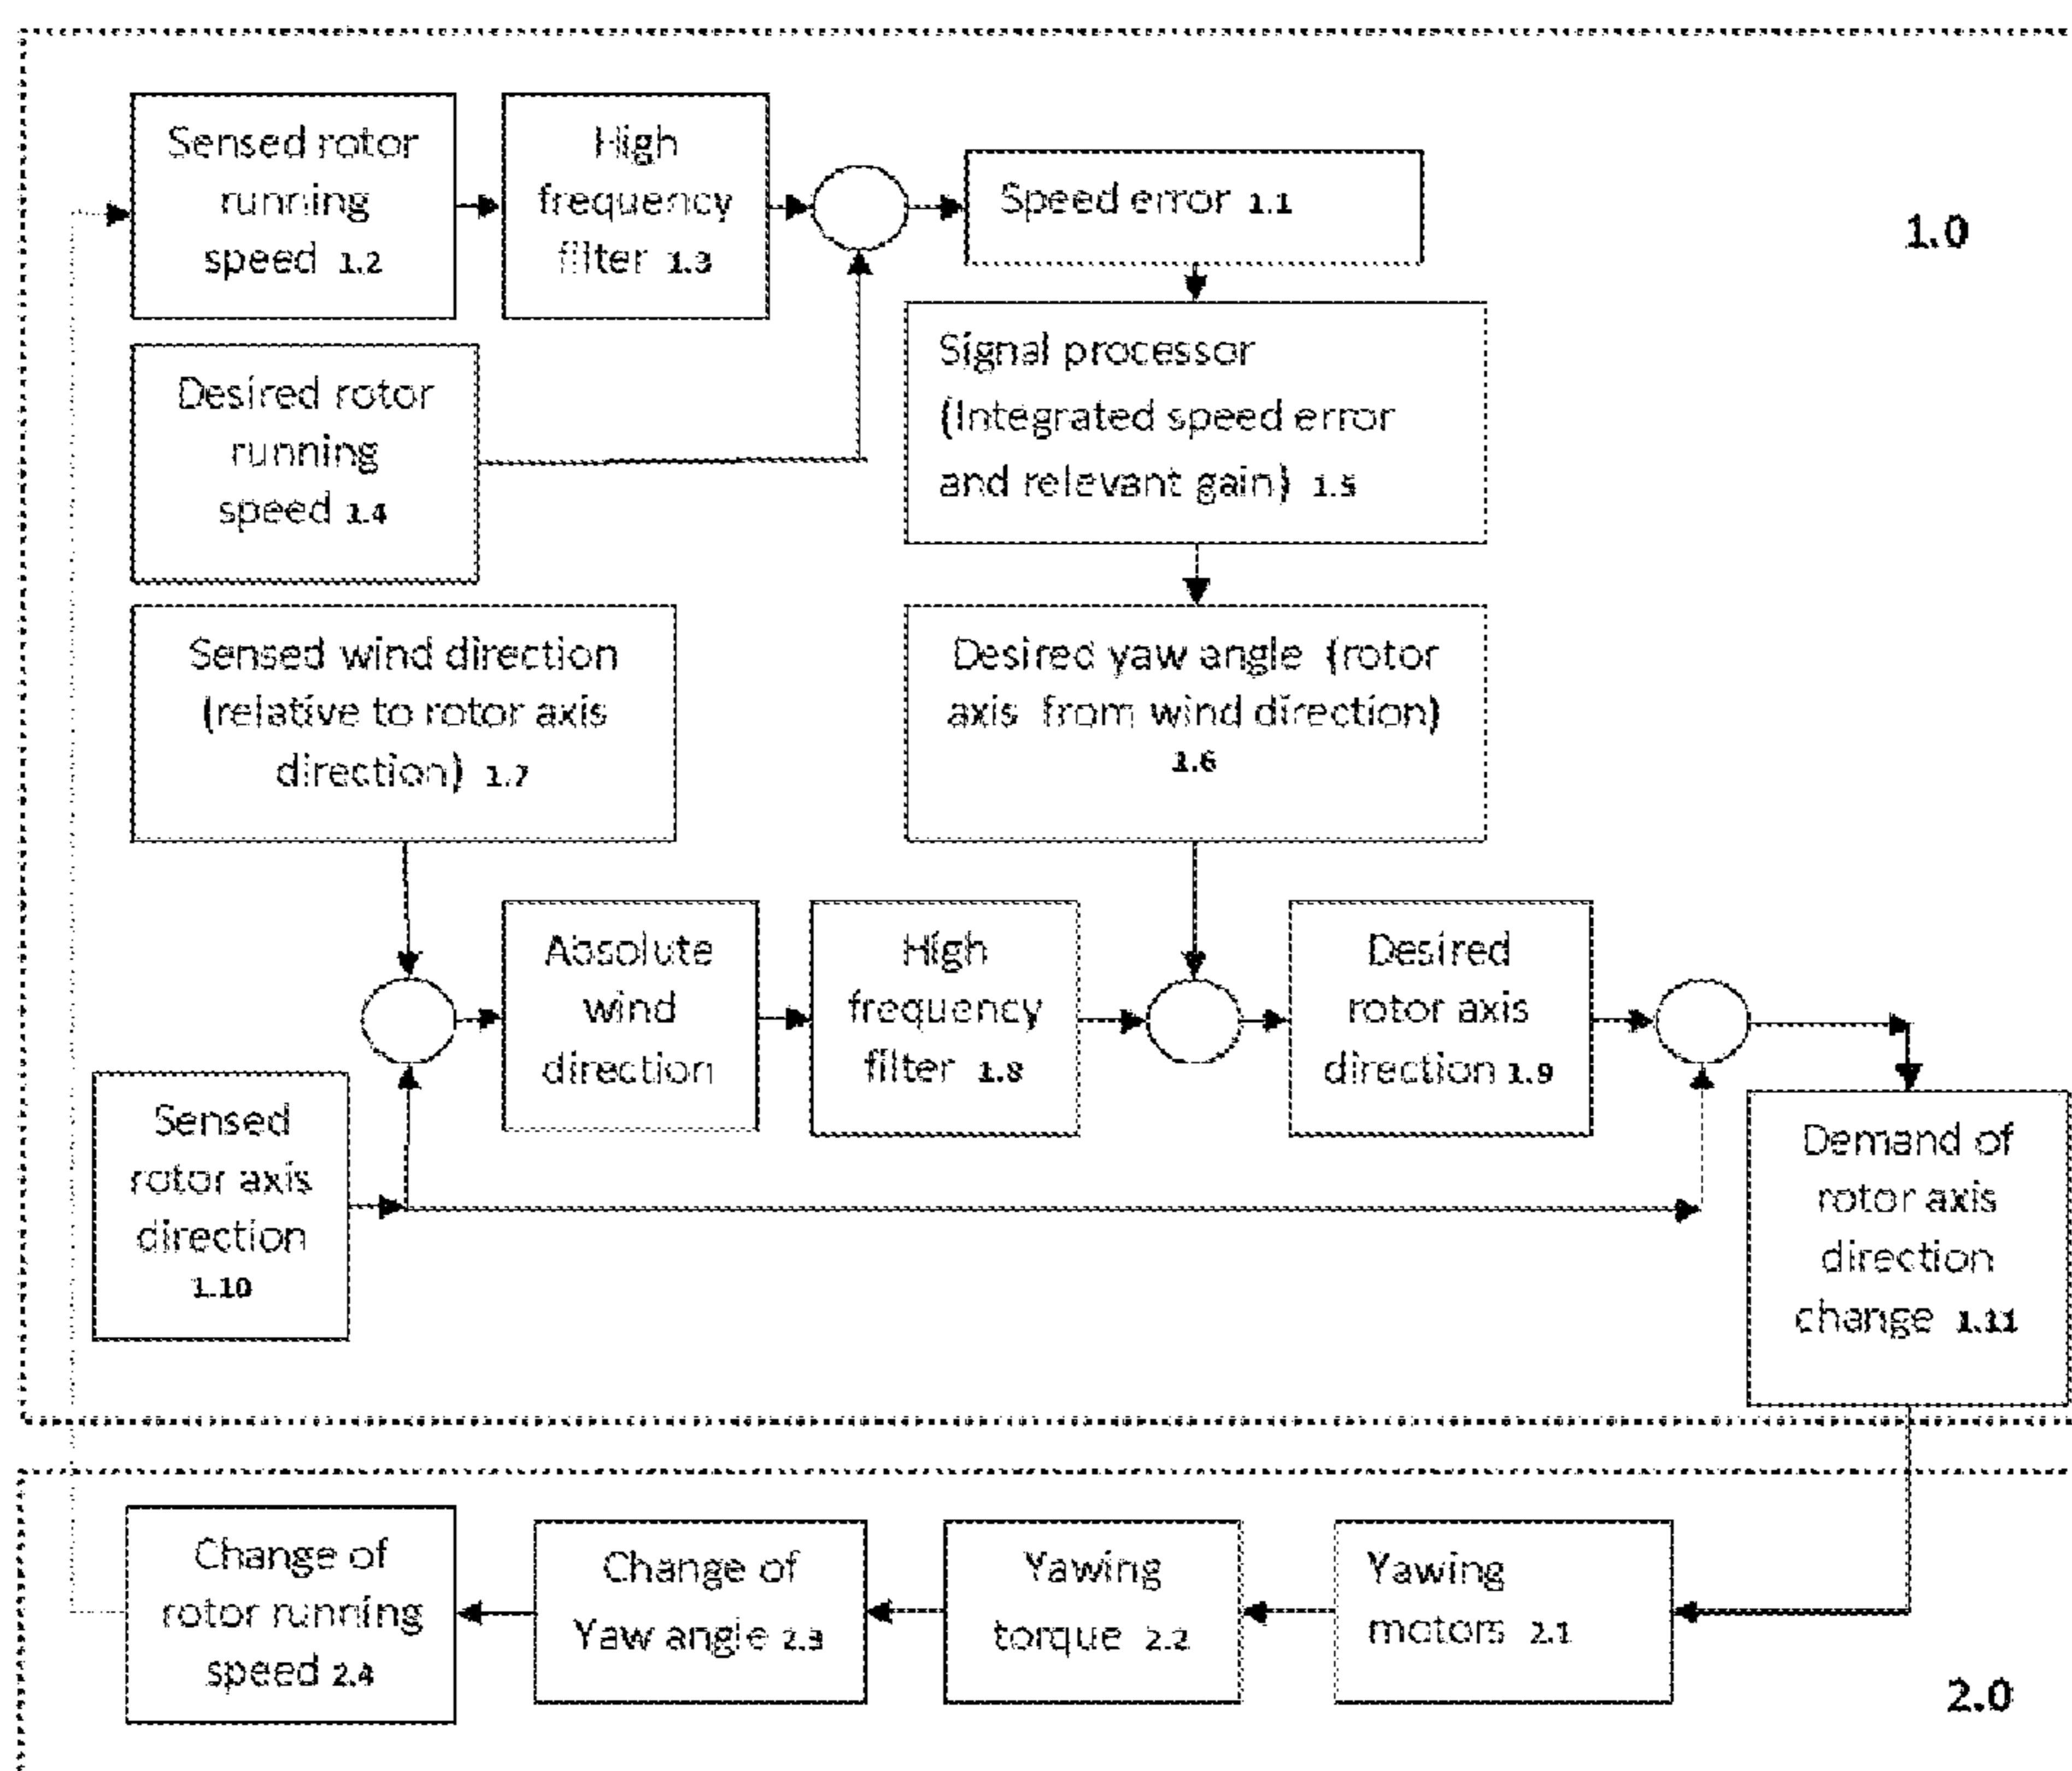 Sensed rotor
running
speed 1.2
High
frequency
filter 1.3
Speed error 1.1
1.0
Desired rotor
running
speed 1.4
Signal processor
(Integrated speed error
and relevant gain) 1.5
Sensed wind direction
(relative to rotor axis
direction) 1.7
Desired yaw angle (rotor
axis from wind direction)
1.6
Absolute
wind
direction
High
frequency
filter 1.8
Desired
rotor axis
direction 1.9
Sensed
rotor axis
direction
1.10
Demand of
rotor axis
direction
change 1.11
Change of
rotor running
speed 2.4
Change of
Yaw angle 2.3
Yawing
torque 2.2
Yawing
motors 2.1
2.0